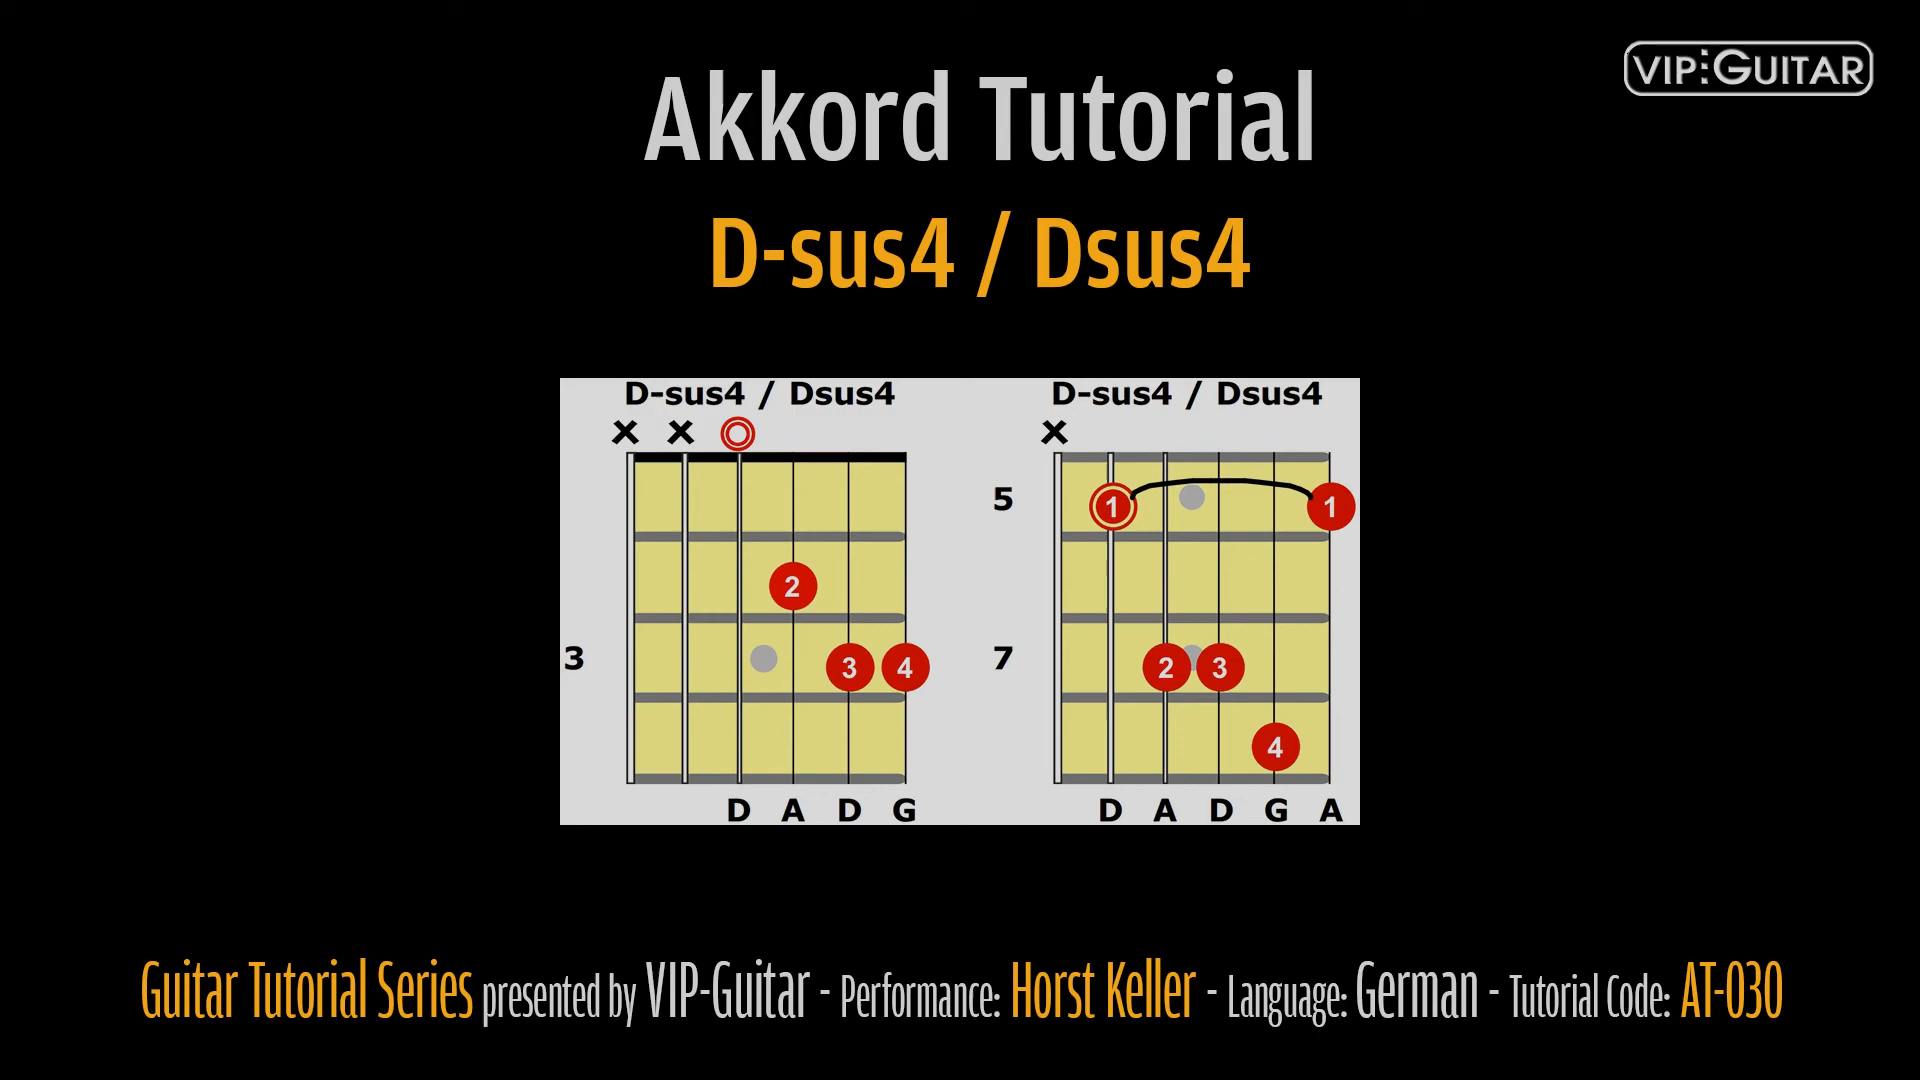 VIP:GUITAR
Akkord Tutorial
D-sus4 / Dsus4
D-sus4 / Dsus4
× ×
2
3
3 4
D A D G
D-sus4 / Dsus4
×
5
1 1
7
2 3
4
D A D G A
Guitar Tutorial Series presented by VIP-Guitar - Performance: Horst Keller - Language: German - Tutorial Code: AT-030